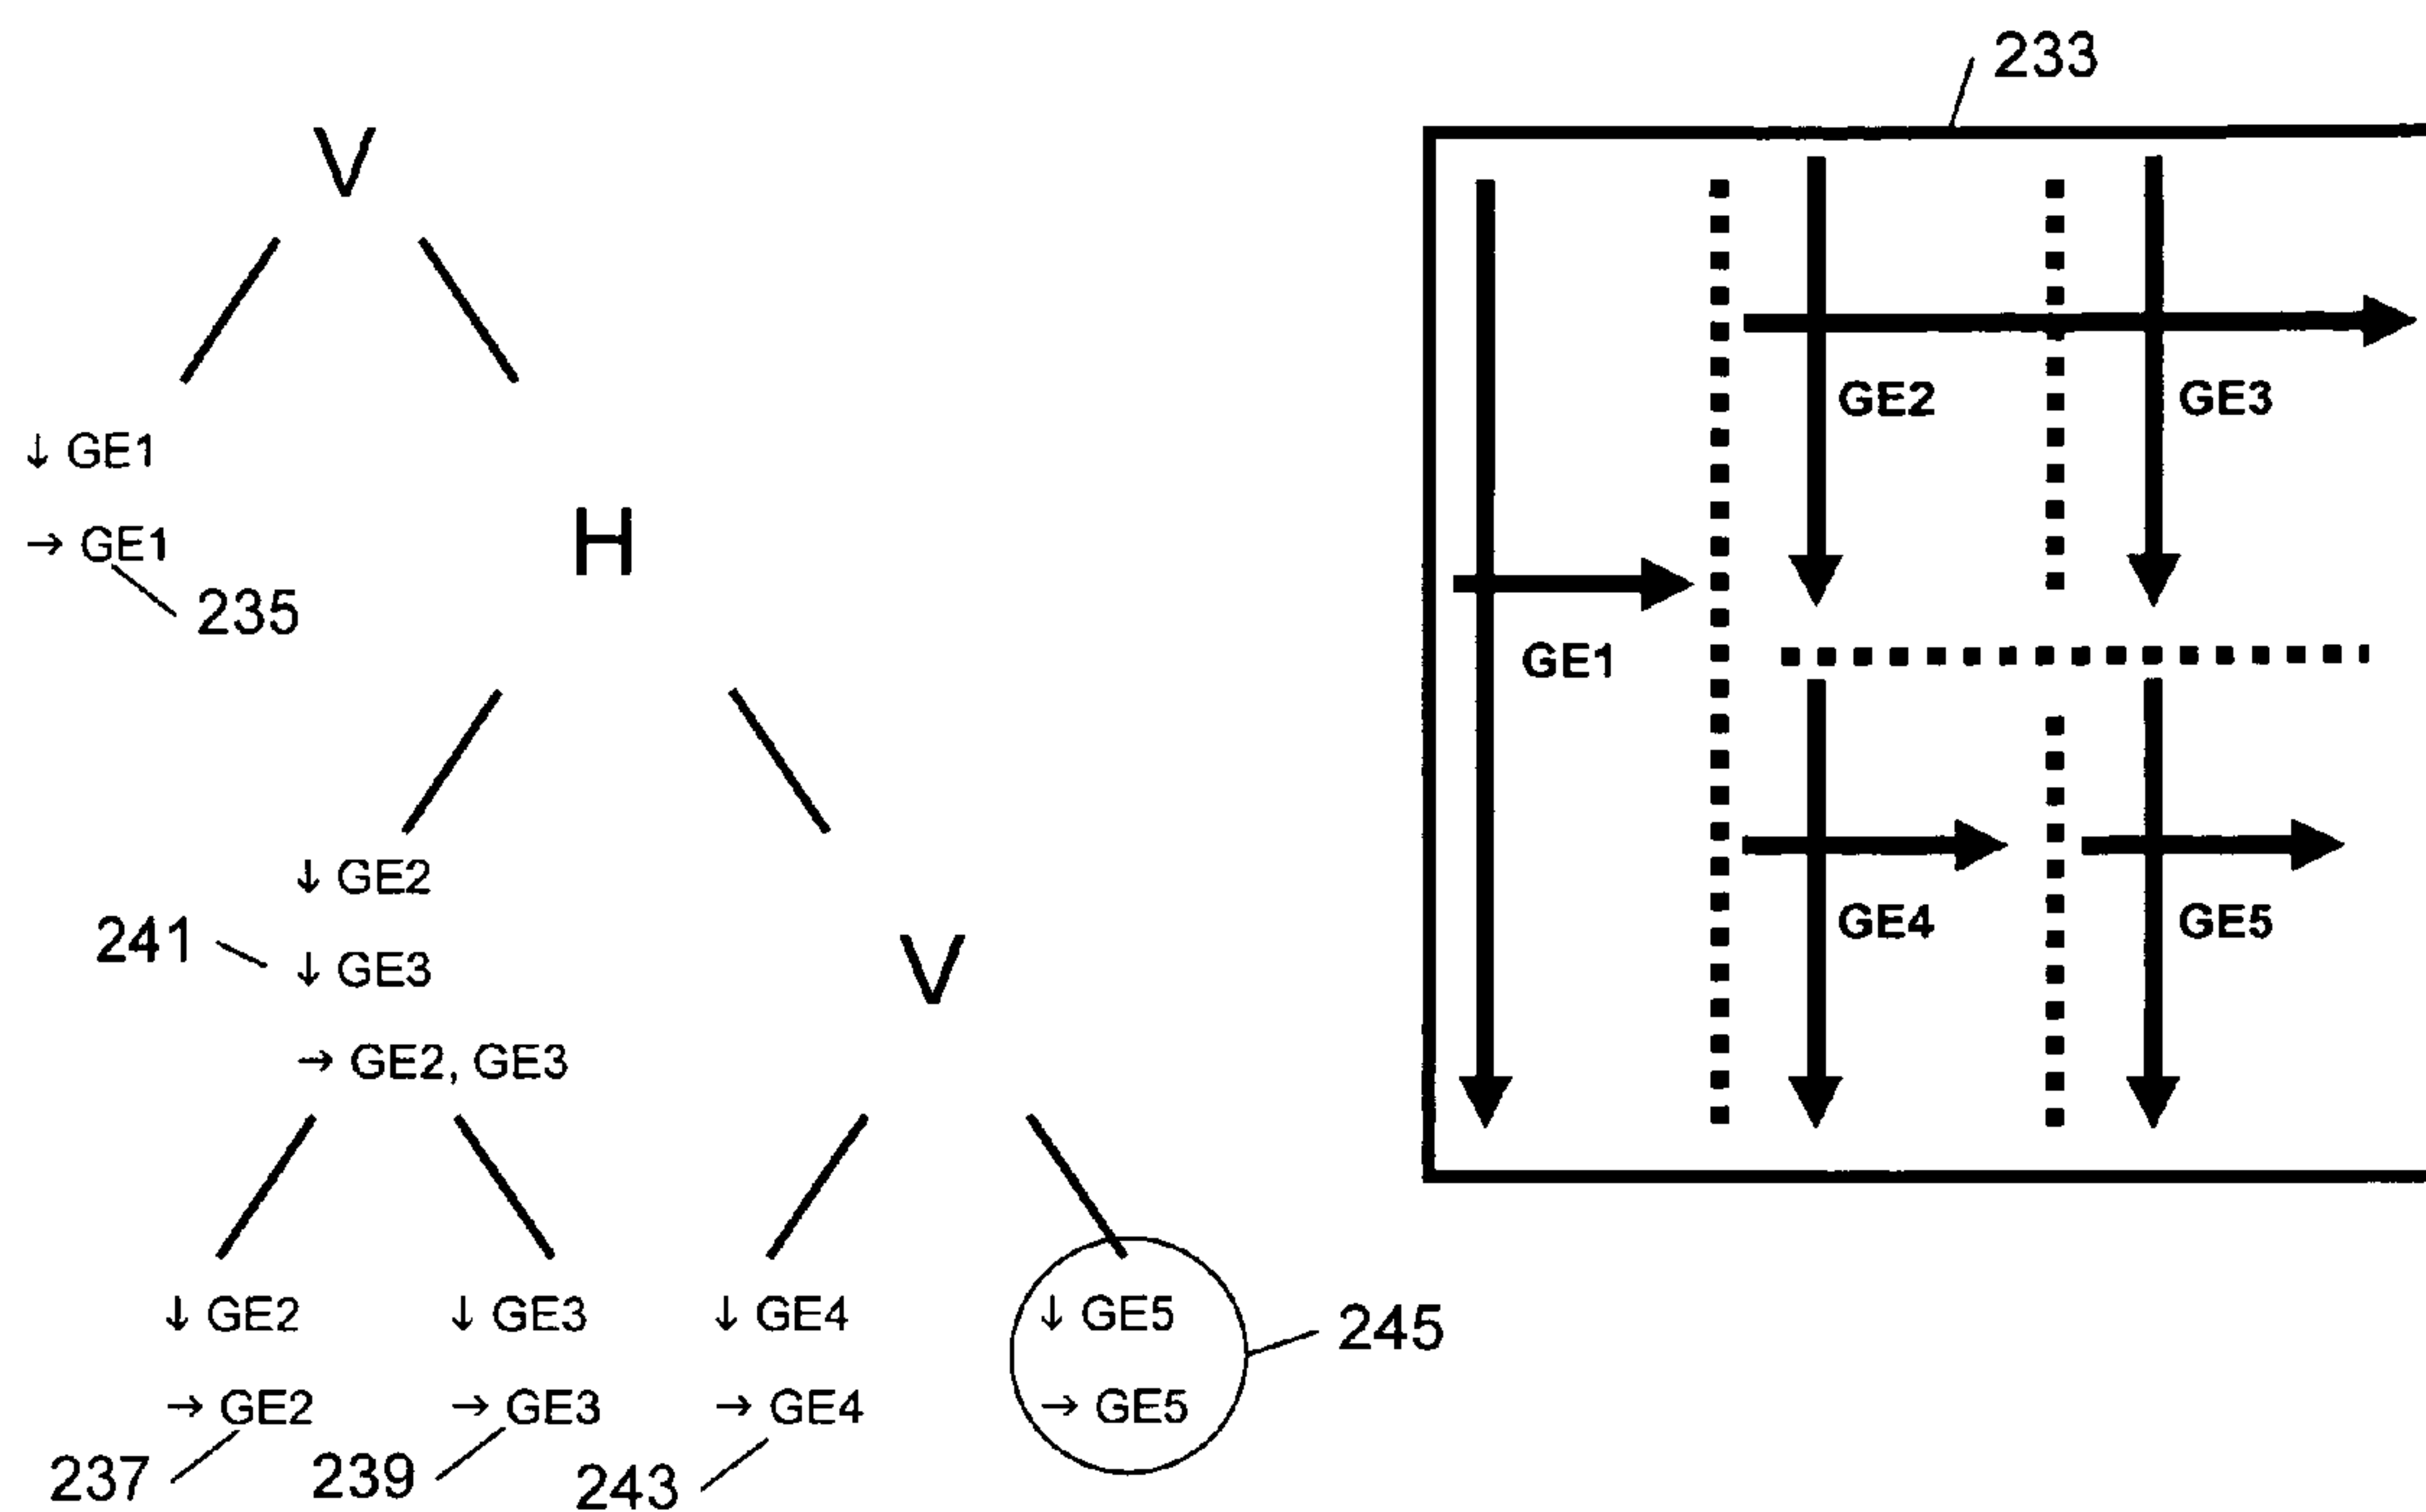 233
V
↓ GE1
→ GE1
235
H
↓ GE2
241
↓ GE3
→ GE2, GE3
V
↓ GE2
→ GE2
237
↓ GE3
→ GE3
239
↓ GE4
→ GE4
243
↓ GE5
→ GE5
245
GE1
GE2
GE3
GE4
GE5